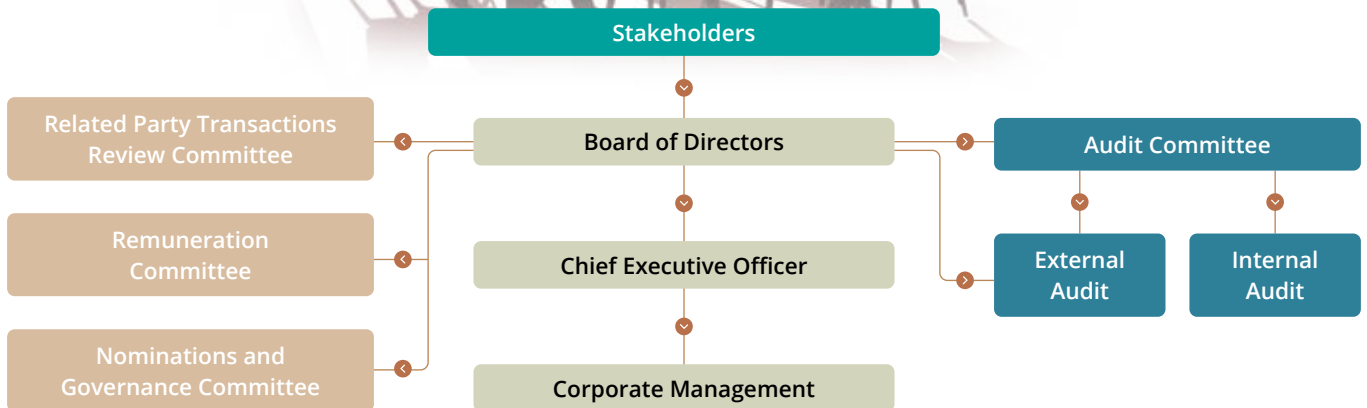 Stakeholders
Related Party Transactions
Review Committee
Board of Directors
Audit Committee
Remuneration
Committee
Chief Executive Officer
External
Audit
Internal
Audit
Nominations and
Governance Committee
Corporate Management